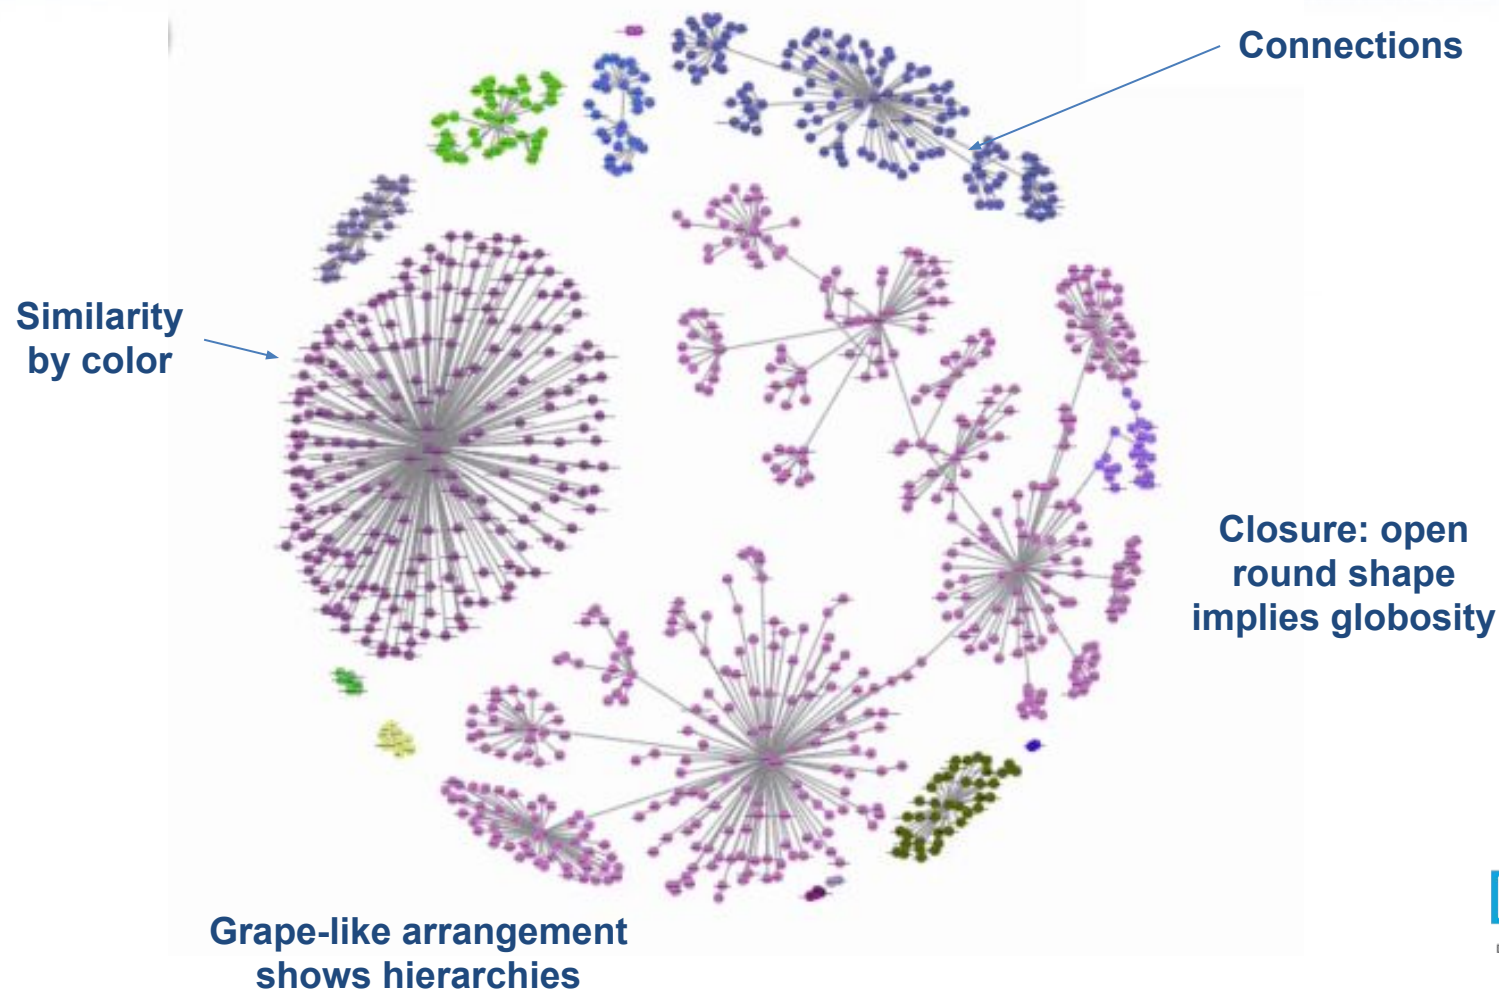 Connections
Similarity
by color
Closure: open
round shape
implies globosity
Grape-like arrangement
shows hierarchies